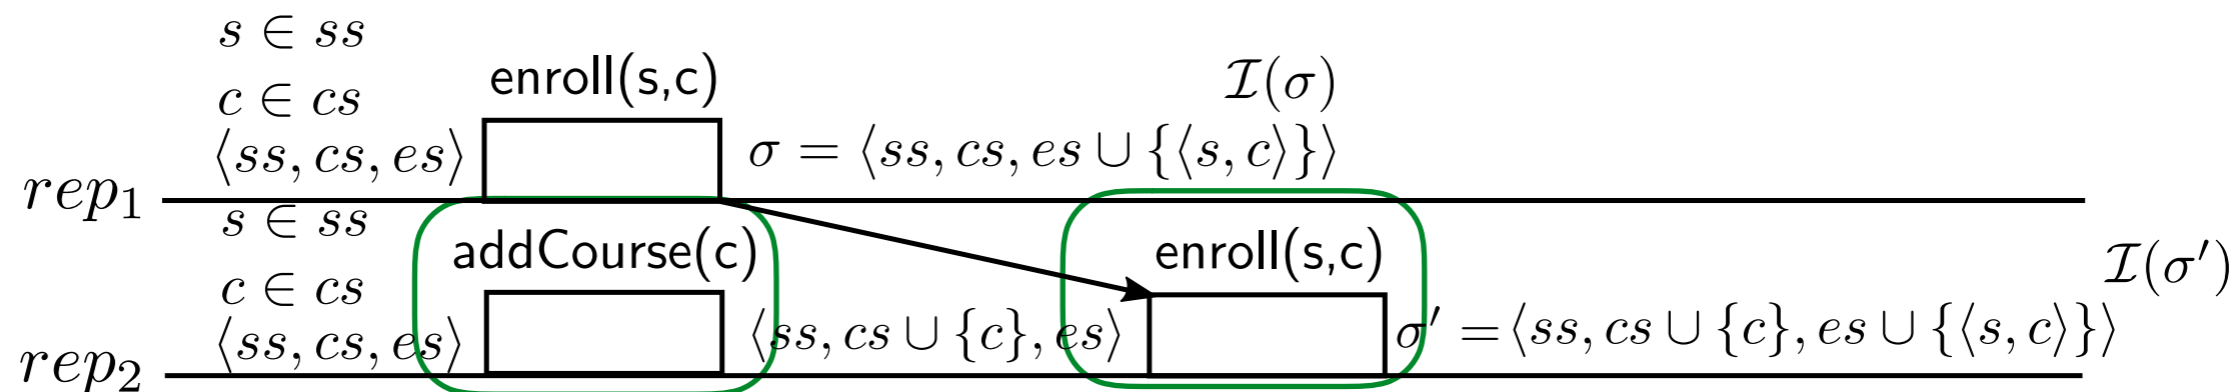 s ∈ ss
c ∈ cs
enroll(s,c)
I(σ)
⟨ss, cs, es⟩
σ = ⟨ss, cs, es ∪ {⟨s, c⟩}⟩
rep₁
s ∈ ss
c ∈ cs
addCourse(c)
enroll(s,c)
I(σ′)
⟨ss, cs, es⟩
⟨ss, cs ∪ {c}, es⟩
σ′ = ⟨ss, cs ∪ {c}, es ∪ {⟨s, c⟩}⟩
rep₂